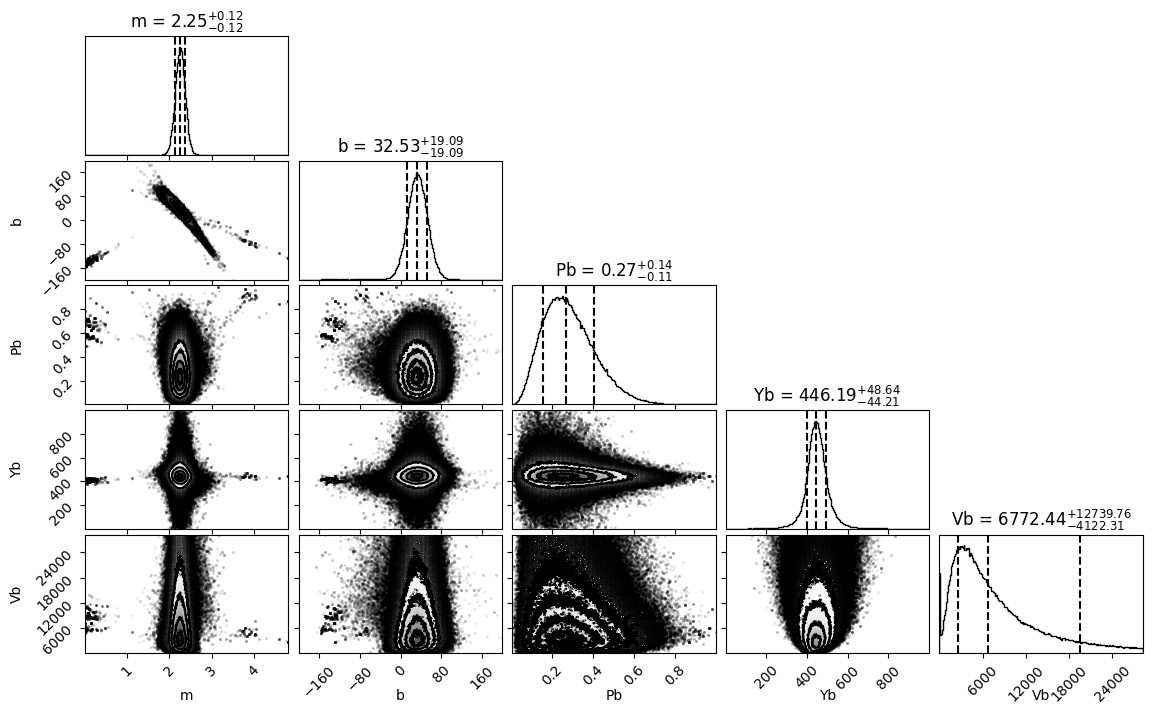 m = 2.25^{+0.12}_{−0.12}
b = 32.53^{+19.09}_{−19.09}
160
80
0
−80
−160
b
Pb = 0.27^{+0.14}_{−0.11}
0.8
0.6
0.4
0.2
Pb
Yb = 446.19^{+48.64}_{−44.21}
800
600
400
200
Yb
Vb = 6772.44^{+12739.76}_{−4122.31}
24000
18000
12000
6000
Vb
1 2 3 4
−160 −80 0 80 160
0.2 0.4 0.6 0.8
200 400 600 800
6000 12000 18000 24000
m b Pb Yb Vb